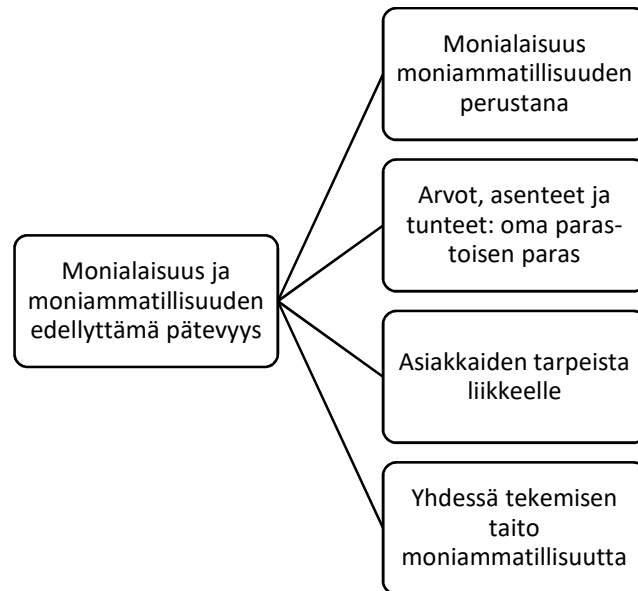 Monialaisuus
moniammatillisuuden
perustana
Arvot, asenteet ja
tunteet: oma paras-
toisen paras
Monialaisuus ja
moniammatillisuuden
edellyttämä pätevyys
Asiakkaiden tarpeista
liikkeelle
Yhdessä tekemisen
taito
moniammatillisuutta